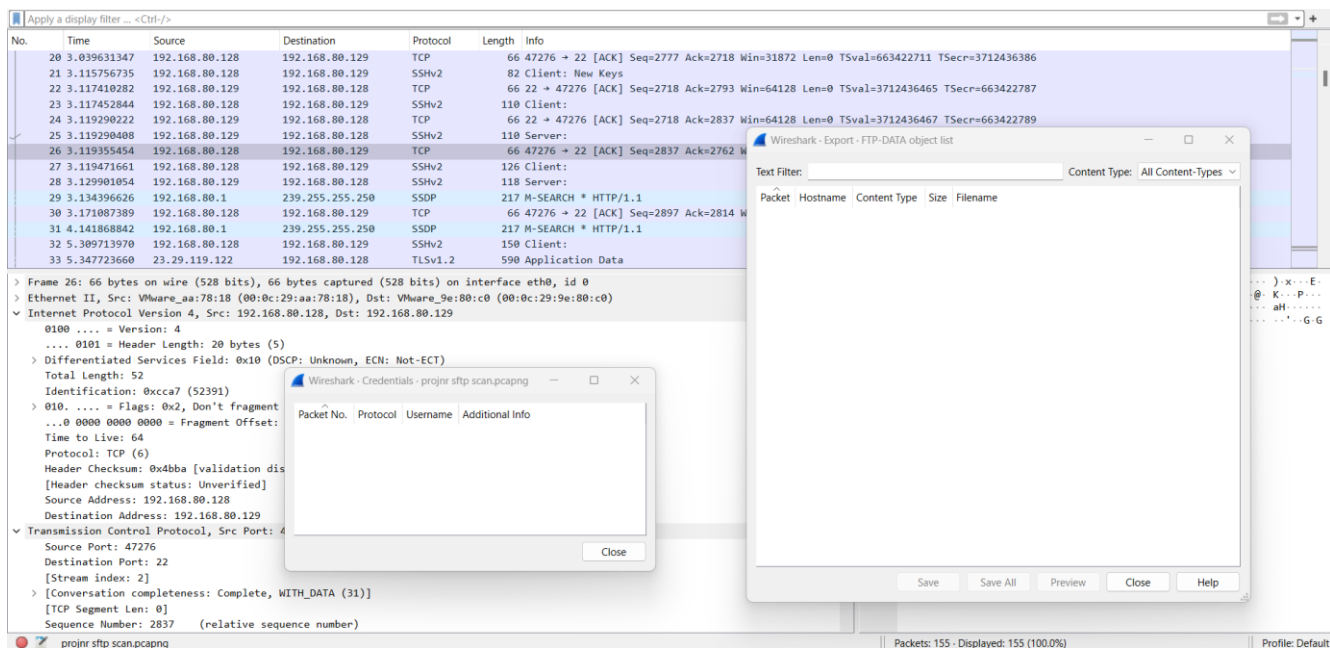 Apply a display filter ... <Ctrl-/>
No. Time Source Destination Protocol Length Info
20 3.039631347 192.168.80.128 192.168.80.129 TCP 66 47276 → 22 [ACK] Seq=2777 Ack=2718 Win=31872 Len=0 TSval=663422711 TSecr=3712436386
21 3.115756735 192.168.80.128 192.168.80.129 SSHv2 82 Client: New Keys
22 3.117410282 192.168.80.129 192.168.80.128 TCP 66 22 → 47276 [ACK] Seq=2718 Ack=2793 Win=64128 Len=0 TSval=3712436465 TSecr=663422787
23 3.117452844 192.168.80.128 192.168.80.129 SSHv2 110 Client:
24 3.119290222 192.168.80.129 192.168.80.128 TCP 66 22 → 47276 [ACK] Seq=2718 Ack=2837 Win=64128 Len=0 TSval=3712436467 TSecr=663422789
25 3.119290408 192.168.80.129 192.168.80.128 SSHv2 110 Server:
26 3.119355454 192.168.80.128 192.168.80.129 TCP 66 47276 → 22 [ACK] Seq=2837 Ack=2762 W
27 3.119471661 192.168.80.128 192.168.80.129 SSHv2 126 Client:
28 3.129901054 192.168.80.129 192.168.80.128 SSHv2 118 Server:
29 3.134396626 192.168.80.1 239.255.255.250 SSDP 217 M-SEARCH * HTTP/1.1
30 3.171087389 192.168.80.128 192.168.80.129 TCP 66 47276 → 22 [ACK] Seq=2897 Ack=2814 W
31 4.141868842 192.168.80.1 239.255.255.250 SSDP 217 M-SEARCH * HTTP/1.1
32 5.309713970 192.168.80.128 192.168.80.129 SSHv2 150 Client:
33 5.347723660 23.29.119.122 192.168.80.128 TLSv1.2 590 Application Data
Wireshark · Export · FTP-DATA object list
Text Filter: Content Type: All Content-Types
Packet Hostname Content Type Size Filename
Save Save All Preview Close Help
Frame 26: 66 bytes on wire (528 bits), 66 bytes captured (528 bits) on interface eth0, id 0
Ethernet II, Src: VMware_aa:78:18 (00:0c:29:aa:78:18), Dst: VMware_9e:80:c0 (00:0c:29:9e:80:c0)
Internet Protocol Version 4, Src: 192.168.80.128, Dst: 192.168.80.129
0100 .... = Version: 4
.... 0101 = Header Length: 20 bytes (5)
Differentiated Services Field: 0x10 (DSCP: Unknown, ECN: Not-ECT)
Total Length: 52
Identification: 0xcca7 (52391)
010. .... = Flags: 0x2, Don't fragment
...0 0000 0000 0000 = Fragment Offset:
Time to Live: 64
Protocol: TCP (6)
Header Checksum: 0x4bba [validation dis
[Header checksum status: Unverified]
Source Address: 192.168.80.128
Destination Address: 192.168.80.129
Transmission Control Protocol, Src Port: 4
Source Port: 47276
Destination Port: 22
[Stream index: 2]
[Conversation completeness: Complete, WITH_DATA (31)]
[TCP Segment Len: 0]
Sequence Number: 2837 (relative sequence number)
Wireshark · Credentials · projnr sftp scan.pcapng
Packet No. Protocol Username Additional Info
Close
)·x···E·
·@· K···P···
aH······
··'··G·G
projnr sftp scan.pcapng
Packets: 155 · Displayed: 155 (100.0%)
Profile: Default